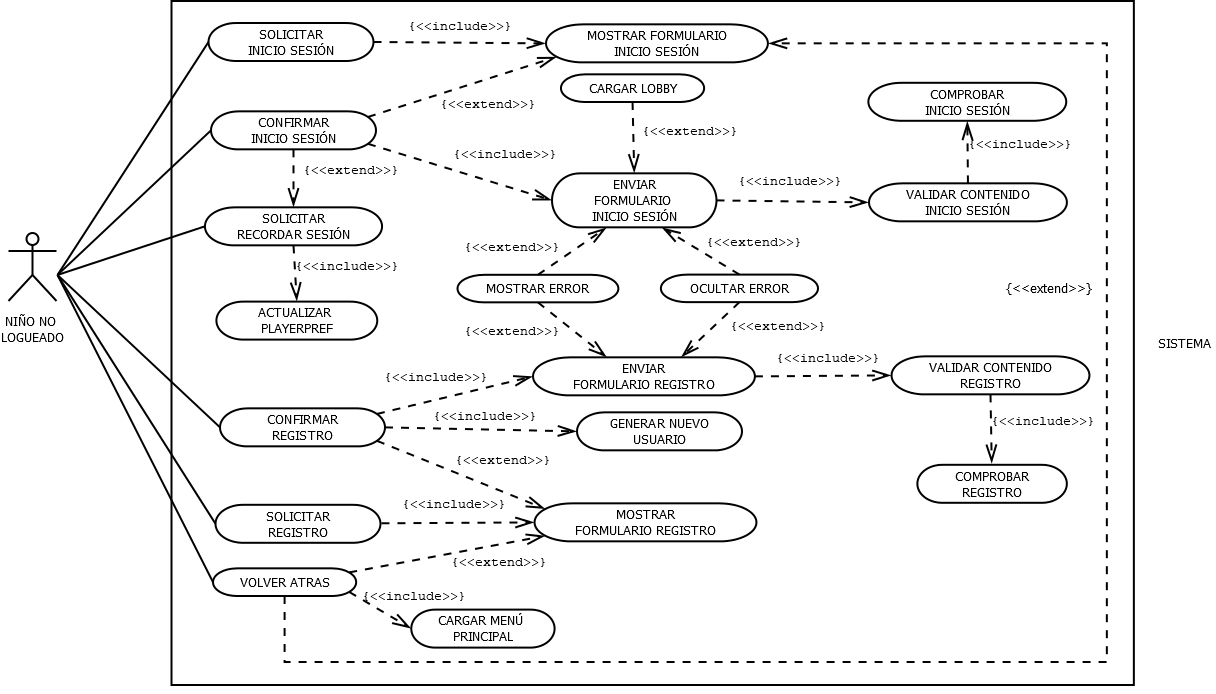 SOLICITAR
INICIO SESIÓN
{<<include>>}
MOSTRAR FORMULARIO
INICIO SESIÓN
CARGAR LOBBY
{<<extend>>}
COMPROBAR
INICIO SESIÓN
CONFIRMAR
INICIO SESIÓN
{<<extend>>}
{<<include>>}
{<<include>>}
{<<extend>>}
ENVIAR
FORMULARIO
INICIO SESIÓN
{<<include>>}
VALIDAR CONTENIDO
INICIO SESIÓN
SOLICITAR
RECORDAR SESIÓN
{<<extend>>}
{<<extend>>}
{<<include>>}
MOSTRAR ERROR
OCULTAR ERROR
{<<extend>>}
NIÑO NO
LOGUEADO
ACTUALIZAR
PLAYERPREF
{<<extend>>}
{<<extend>>}
SISTEMA
ENVIAR
FORMULARIO REGISTRO
{<<include>>}
VALIDAR CONTENIDO
REGISTRO
{<<include>>}
CONFIRMAR
REGISTRO
{<<include>>}
GENERAR NUEVO
USUARIO
{<<include>>}
{<<extend>>}
COMPROBAR
REGISTRO
SOLICITAR
REGISTRO
{<<include>>}
MOSTRAR
FORMULARIO REGISTRO
{<<extend>>}
VOLVER ATRAS
{<<include>>}
CARGAR MENÚ
PRINCIPAL